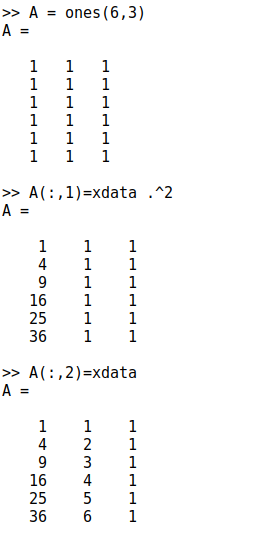 >> A = ones(6,3)
A =
1 1 1
1 1 1
1 1 1
1 1 1
1 1 1
1 1 1
>> A(:,1)=xdata .^2
A =
1 1 1
4 1 1
9 1 1
16 1 1
25 1 1
36 1 1
>> A(:,2)=xdata
A =
1 1 1
4 2 1
9 3 1
16 4 1
25 5 1
36 6 1